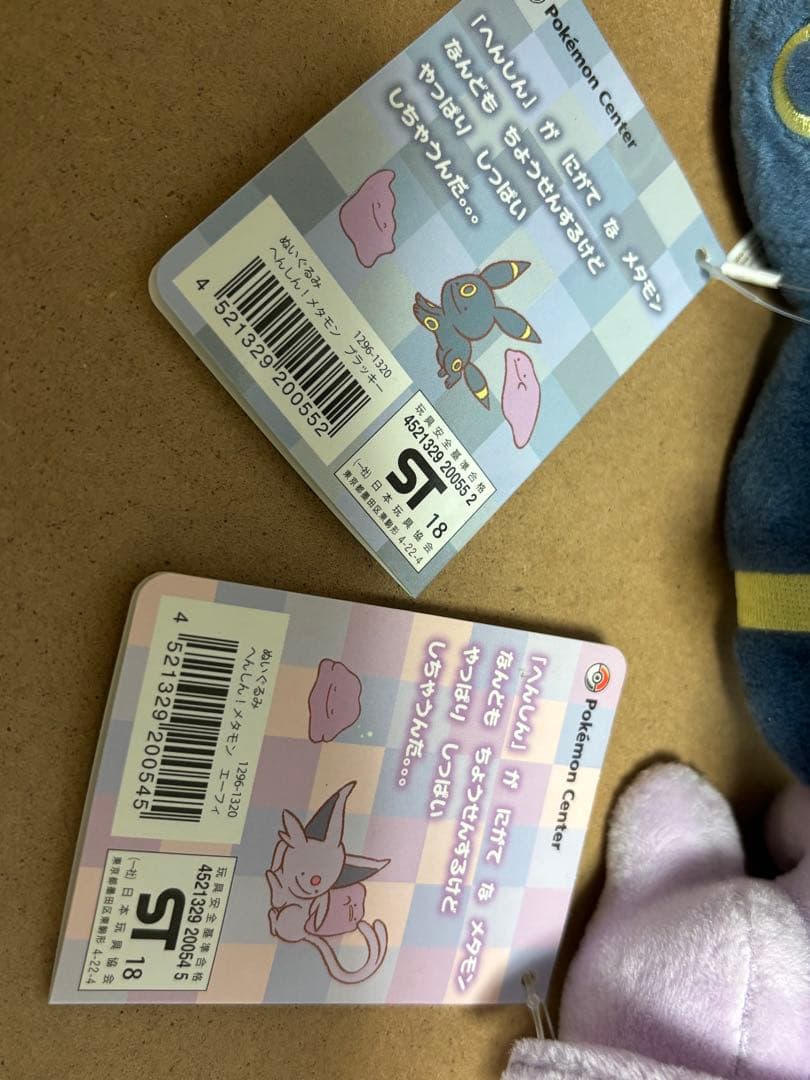 Pokémon Center
「へんしん」 が にがて な メタモン
なんども ちょうせんするけど
やっぱり しっぱい
しちゃうんだ。。。
ぬいぐるみ 1296-1320
へんしん！メタモン ブラッキー
4 521329 200552
玩具安全基準合格
4521329 20055 2
ST 18
(一社)日本玩具協会
東京都墨田区東駒形 4-22-4
Pokémon Center
「へんしん」 が にがて な メタモン
なんども ちょうせんするけど
やっぱり しっぱい
しちゃうんだ。。。
ぬいぐるみ 1296-1320
へんしん！メタモン エーフィ
4 521329 200545
玩具安全基準合格
4521329 20054 5
ST 18
(一社)日本玩具協会
東京都墨田区東駒形 4-22-4